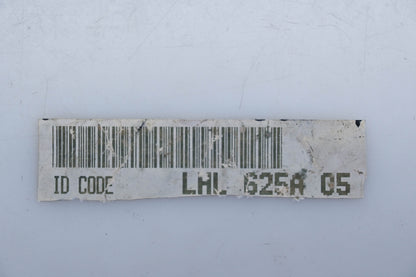 ID CODE LHL 625A 05